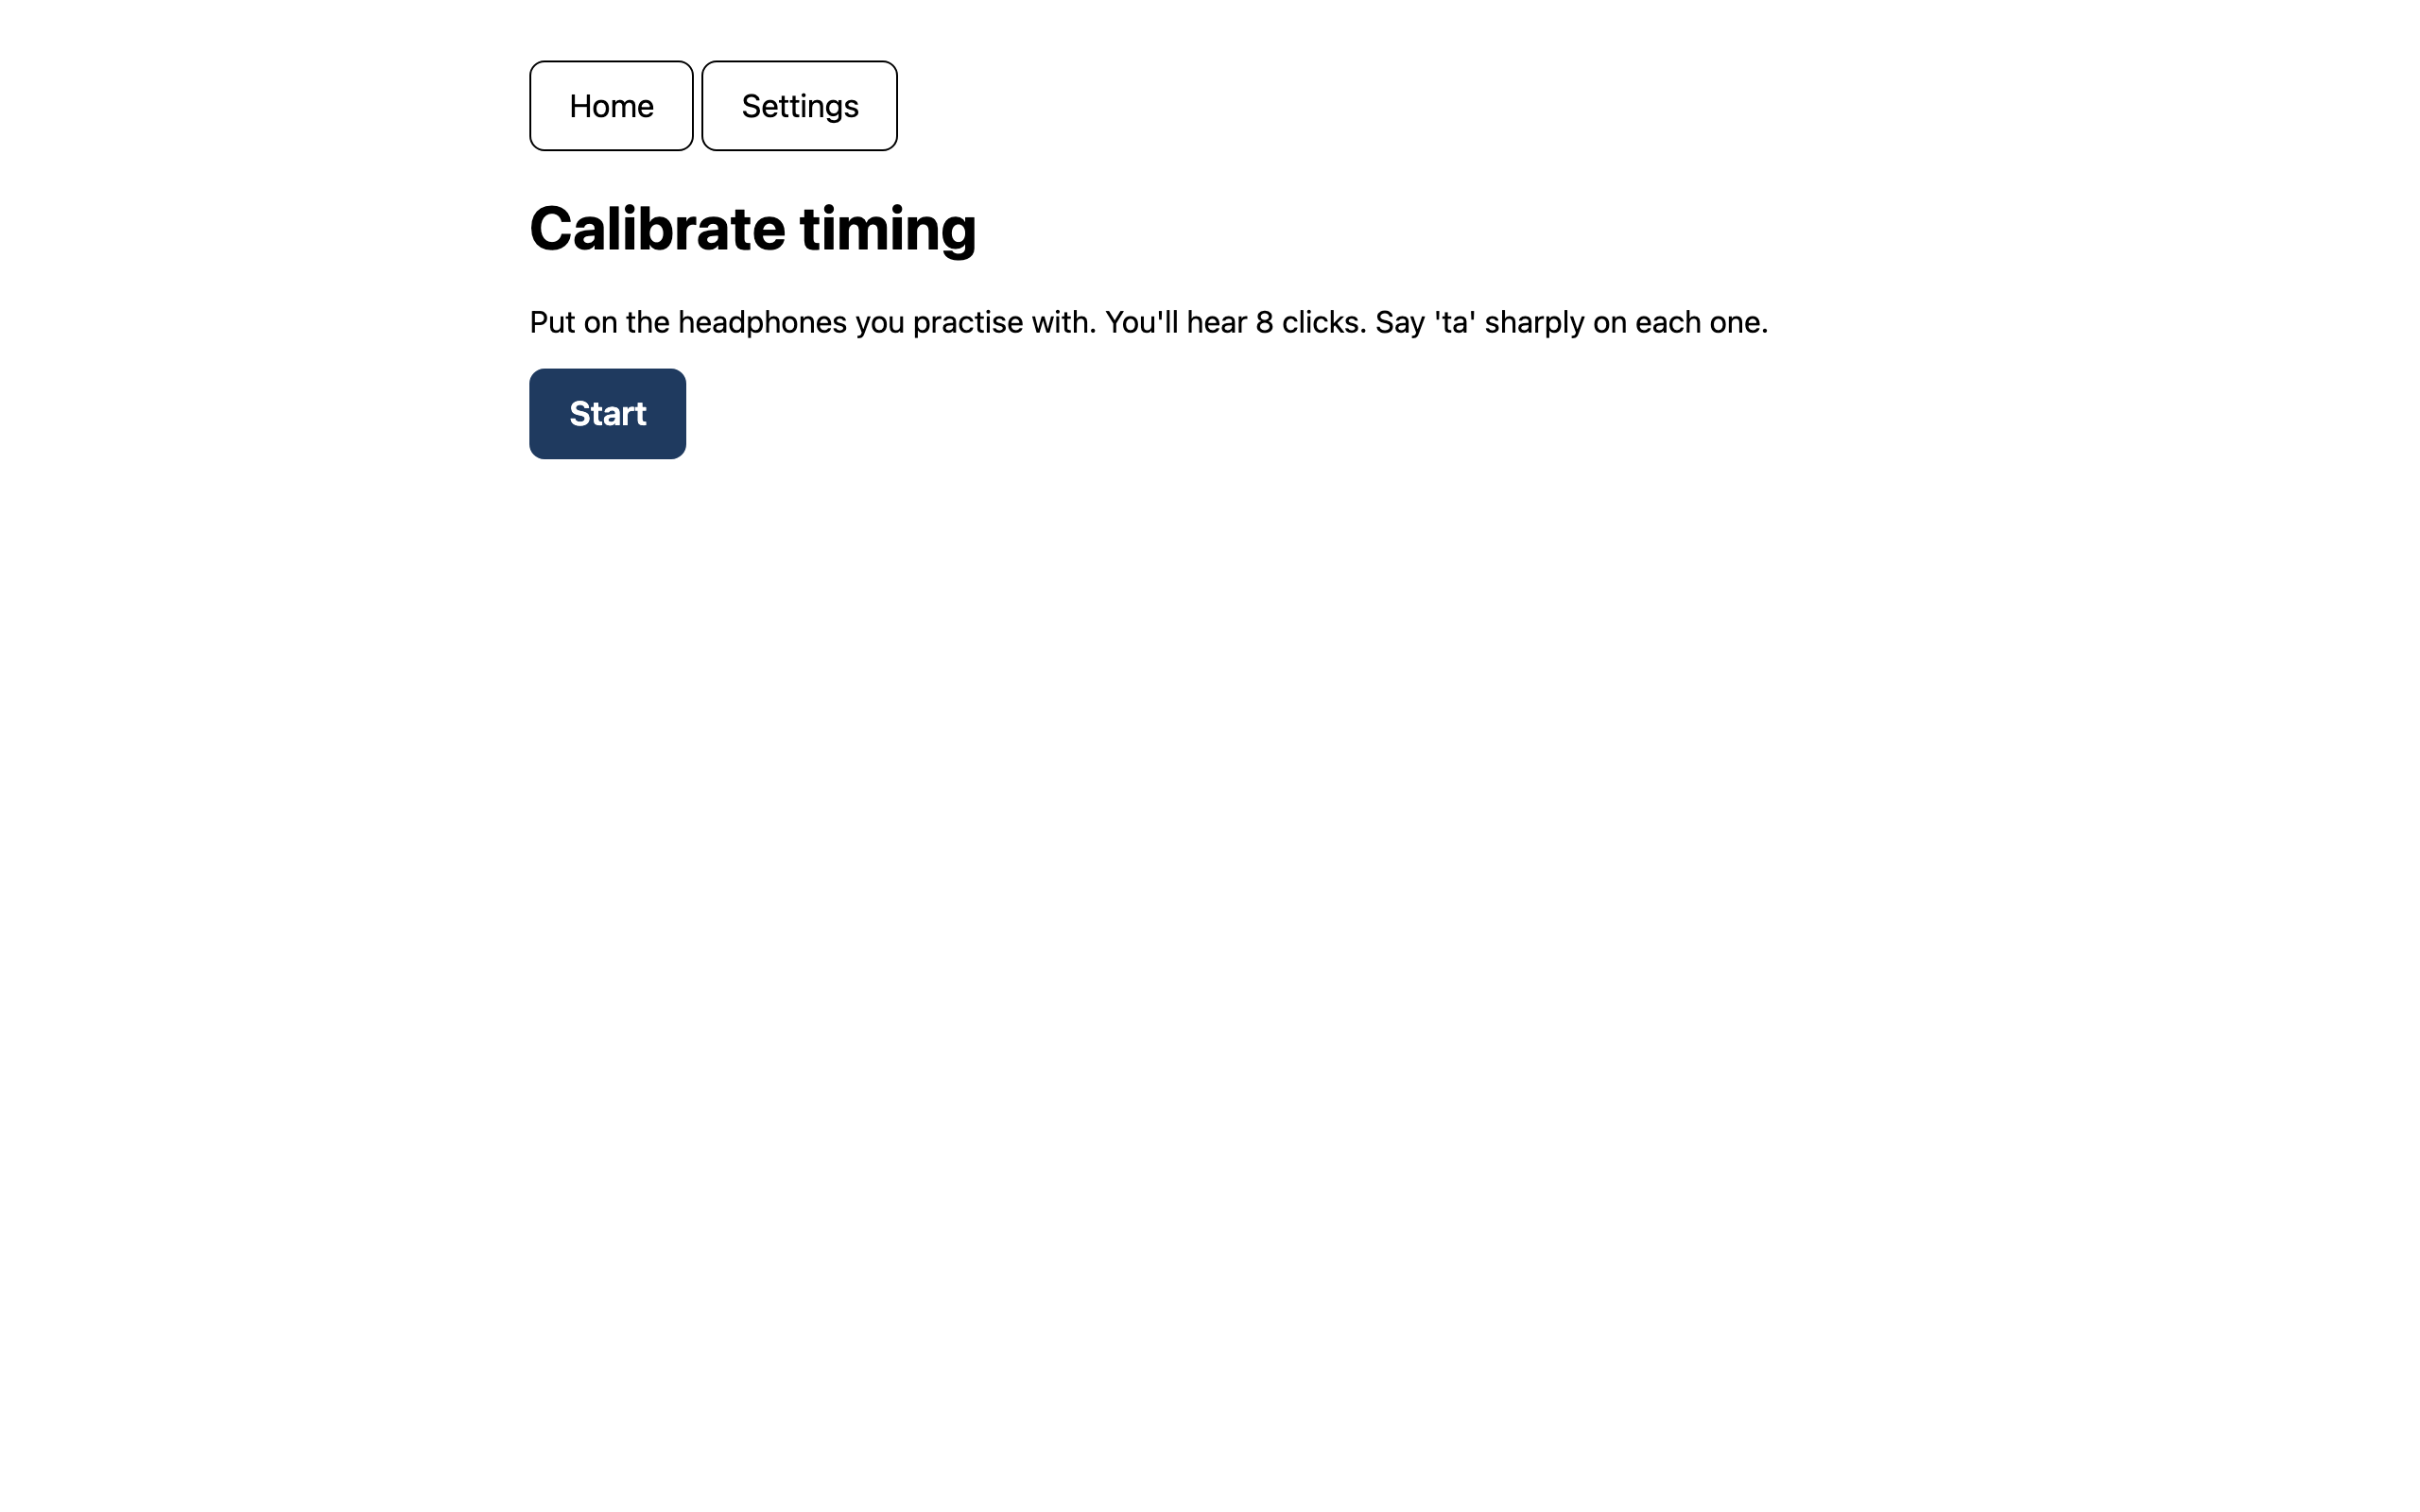 Home Settings
Calibrate timing
Put on the headphones you practise with. You'll hear 8 clicks. Say 'ta' sharply on each one.
Start